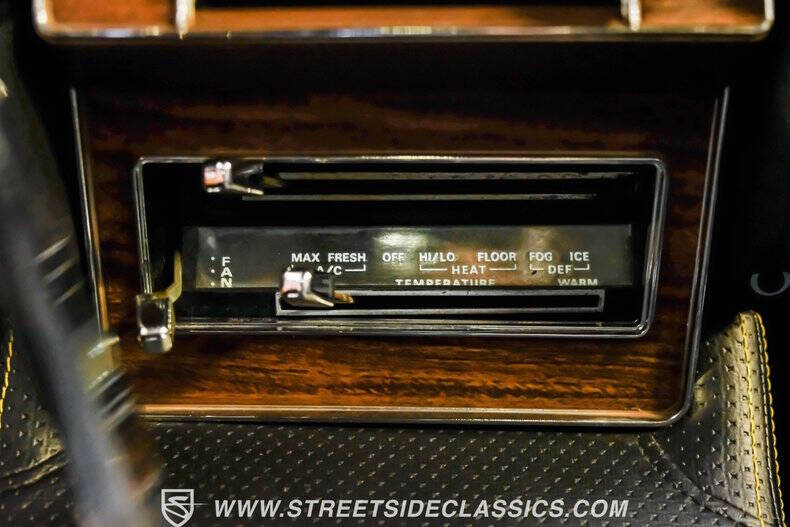 MAX FRESH OFF HI/LO FLOOR FOG ICE
FAN
A/C HEAT DEF
TEMPERATURE WARM
WWW.STREETSIDECLASSICS.COM